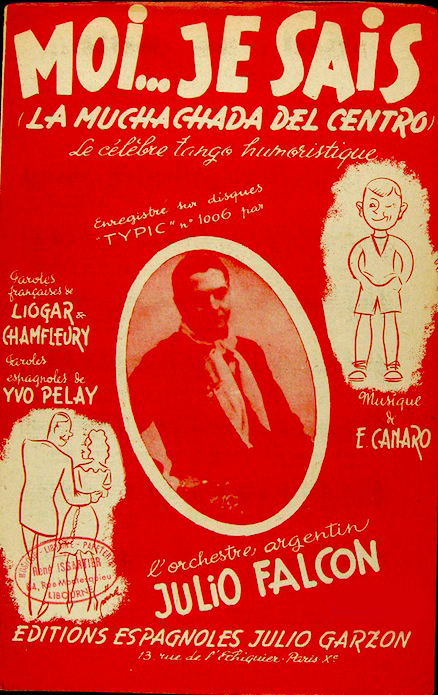 MOI... JE SAIS
(LA MUCHACHADA DEL CENTRO)
Le célèbre tango humoristique
Enregistré sur disques
"TYPIC" n° 1006 par
Paroles
françaises de
LIOGAR &
CHAMFLEURY
Paroles
espagnoles de
YVO PELAY
Musique
de
E. CANARO
René ISSARTIER
LIBOURNE
l'orchestre argentin
JULIO FALCON
EDITIONS ESPAGNOLES JULIO GARZON
13, rue de l'Echiquier - Paris - Xe